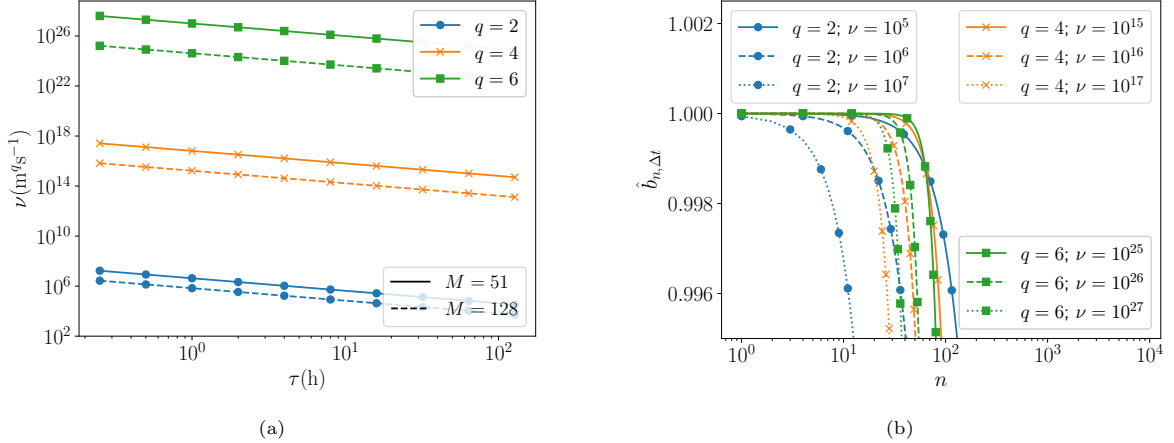 10^26
10^22
10^18
10^14
10^10
10^6
10^2
ν(m^q s^−1)
q = 2
q = 4
q = 6
M = 51
M = 128
10^0
10^1
10^2
τ(h)
(a)
1.002
1.000
0.998
0.996
b̂_{n,Δt}
q = 2; ν = 10^5
q = 2; ν = 10^6
q = 2; ν = 10^7
q = 4; ν = 10^15
q = 4; ν = 10^16
q = 4; ν = 10^17
q = 6; ν = 10^25
q = 6; ν = 10^26
q = 6; ν = 10^27
10^0
10^1
10^2
10^3
10^4
n
(b)